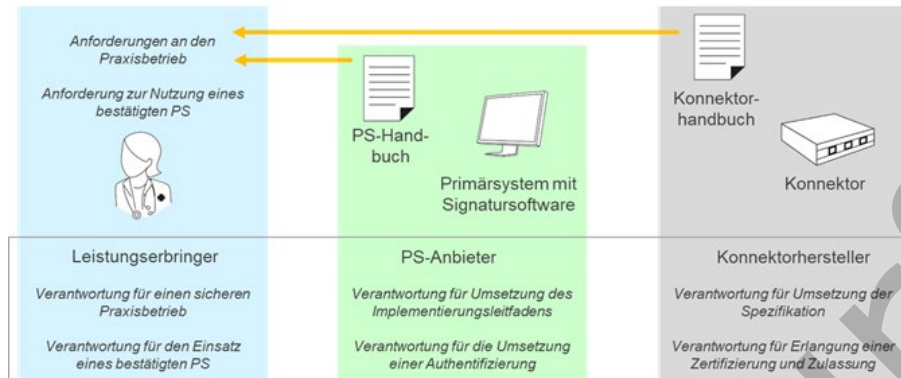 Anforderungen an den
Praxisbetrieb
Anforderung zur Nutzung eines
bestätigten PS
PS-Hand-
buch
Primärsystem mit
Signatursoftware
Konnektor-
handbuch
Konnektor
Leistungserbringer
Verantwortung für einen sicheren
Praxisbetrieb
Verantwortung für den Einsatz
eines bestätigten PS
PS-Anbieter
Verantwortung für Umsetzung des
Implementierungsleitfadens
Verantwortung für die Umsetzung
einer Authentifizierung
Konnektorhersteller
Verantwortung für Umsetzung der
Spezifikation
Verantwortung für Erlangung einer
Zertifizierung und Zulassung